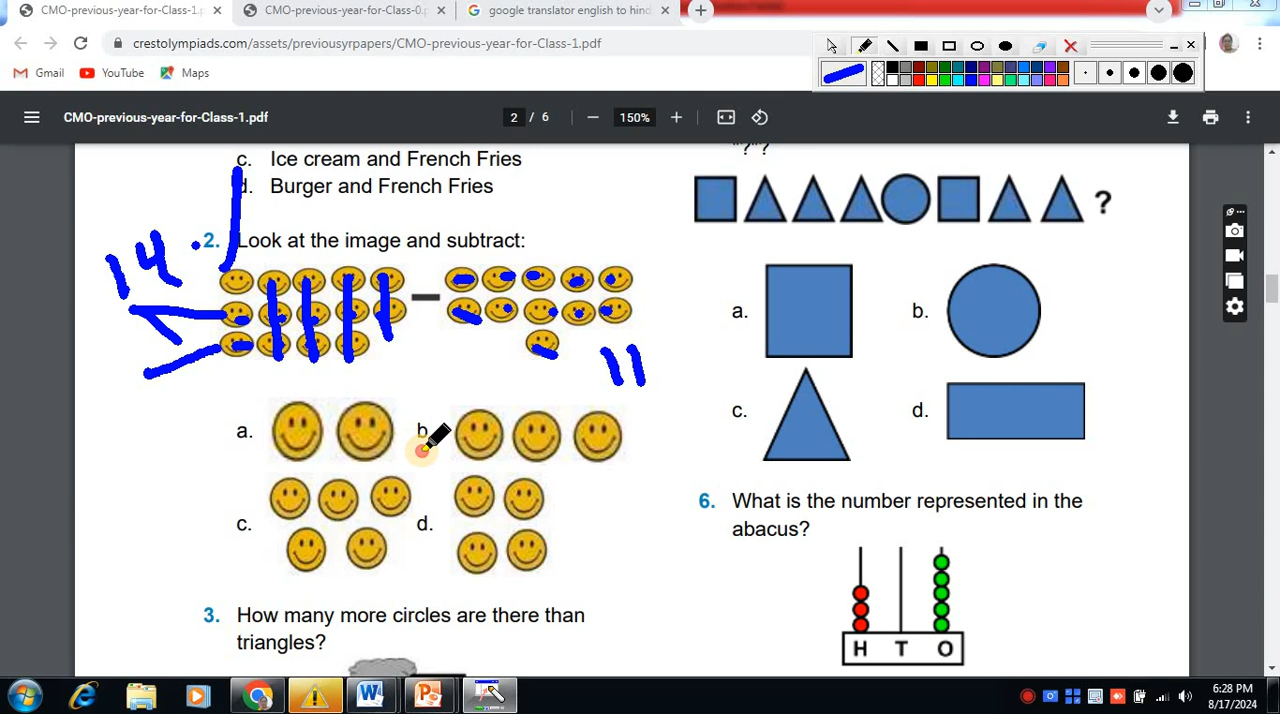 CMO-previous-year-for-Class-1.p
CMO-previous-year-for-Class-0.
google translator english to hind
crestolympiads.com/assets/previousyrpapers/CMO-previous-year-for-Class-1.pdf
Gmail
YouTube
Maps
CMO-previous-year-for-Class-1.pdf
2 / 6
150%
c. Ice cream and French Fries
d. Burger and French Fries
2. Look at the image and subtract:
14
11
a.
b.
c.
d.
3. How many more circles are there than
triangles?
"?"?
?
a.
b.
c.
d.
6. What is the number represented in the
abacus?
H T O
6:28 PM
8/17/2024